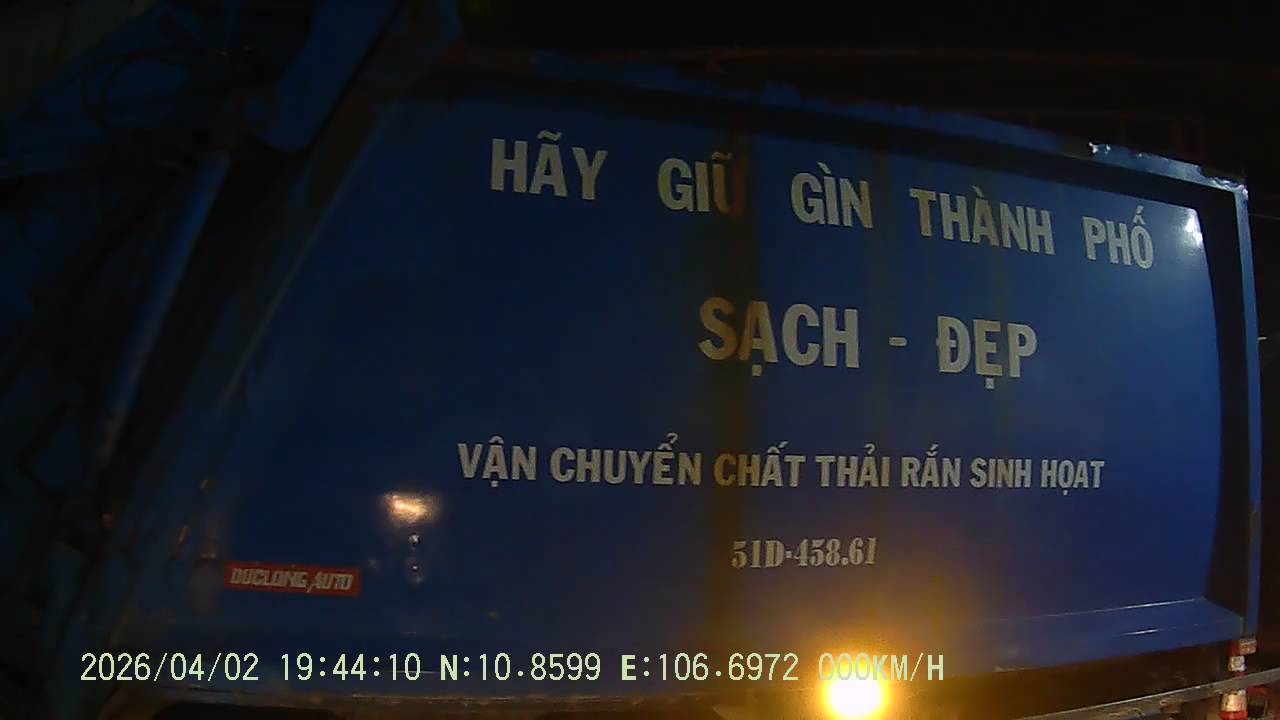 HÃY GIỮ GÌN THÀNH PHỐ
SẠCH - ĐẸP
VẬN CHUYỂN CHẤT THẢI RẮN SINH HỌAT
51D-458.61
DUCLONG AUTO
2026/04/02 19:44:10 N:10.8599 E:106.6972 000KM/H